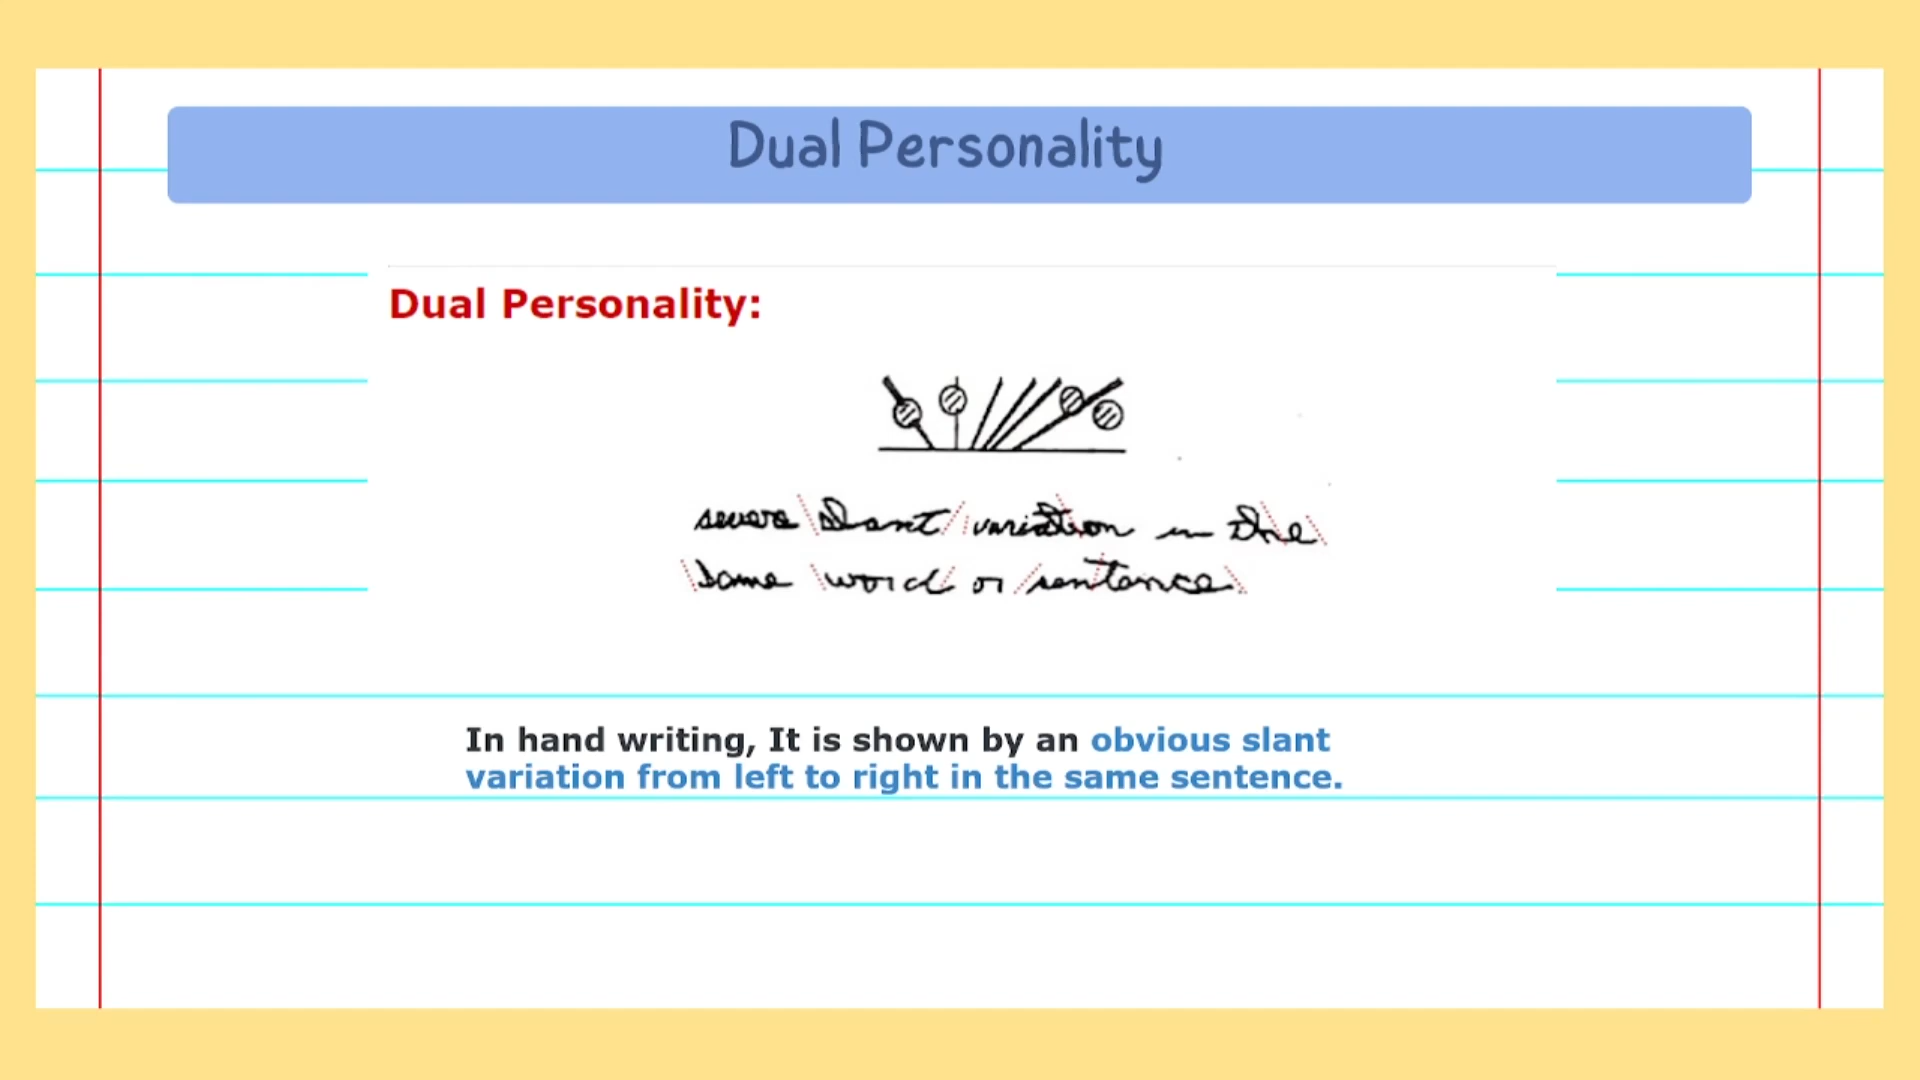 Dual Personality
Dual Personality:
severe slant variation in the
same word or sentence
In hand writing, It is shown by an obvious slant
variation from left to right in the same sentence.